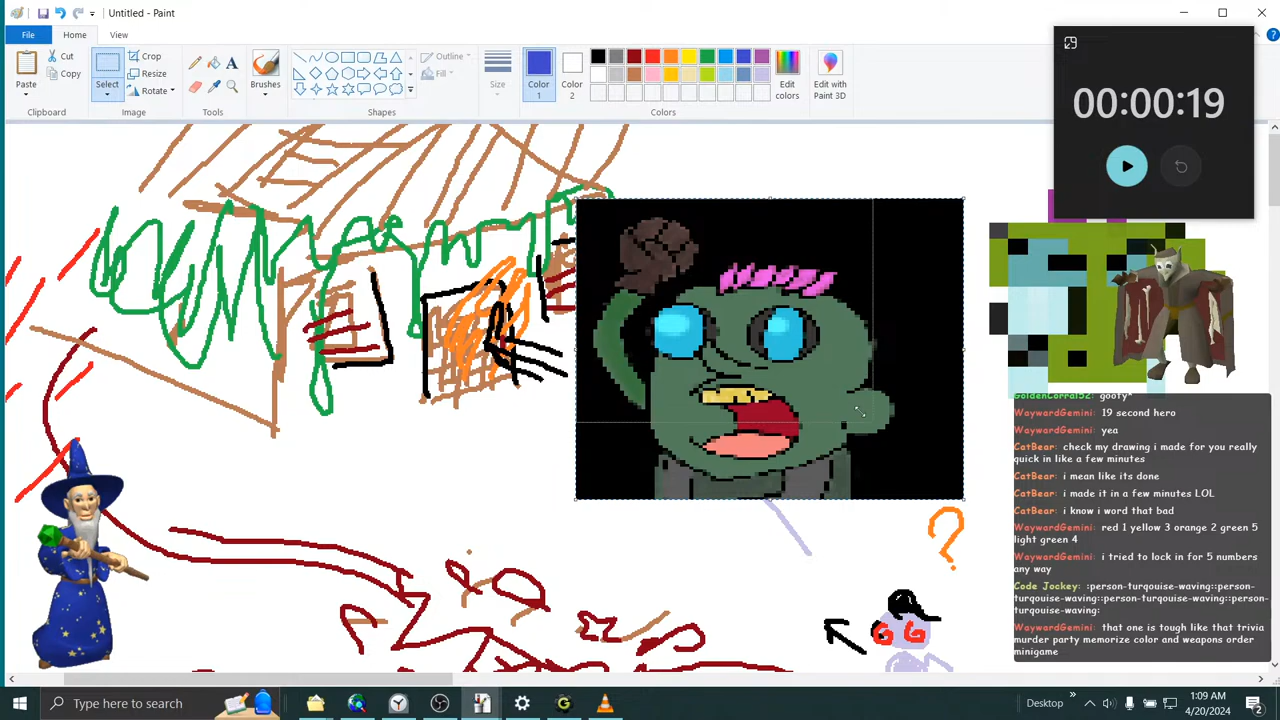 Untitled - Paint
File
Home
View
Paste
Cut
Copy
Clipboard
Select
Crop
Resize
Rotate
Image
A
Tools
Brushes
Outline
Fill
Shapes
Size
Color
1
Color
2
Edit
colors
Edit with
Paint 3D
Colors
?
00:00:19
?
GoldenCorral52: goofy*
WaywardGemini: 19 second hero
WaywardGemini: yea
CatBear: check my drawing i made for you really
quick in like a few minutes
CatBear: i mean like its done
CatBear: i made it in a few minutes LOL
CatBear: i know i word that bad
WaywardGemini: red 1 yellow 3 orange 2 green 5
light green 4
WaywardGemini: i tried to lock in for 5 numbers
any way
Code Jockey: :person-turqouise-waving::person-
turqouise-waving::person-turqouise-waving::person-
turqouise-waving:
WaywardGemini: that one is tough like that trivia
murder party memorize color and weapons order
minigame
Type here to search
Desktop
»
1:09 AM
4/20/2024
2